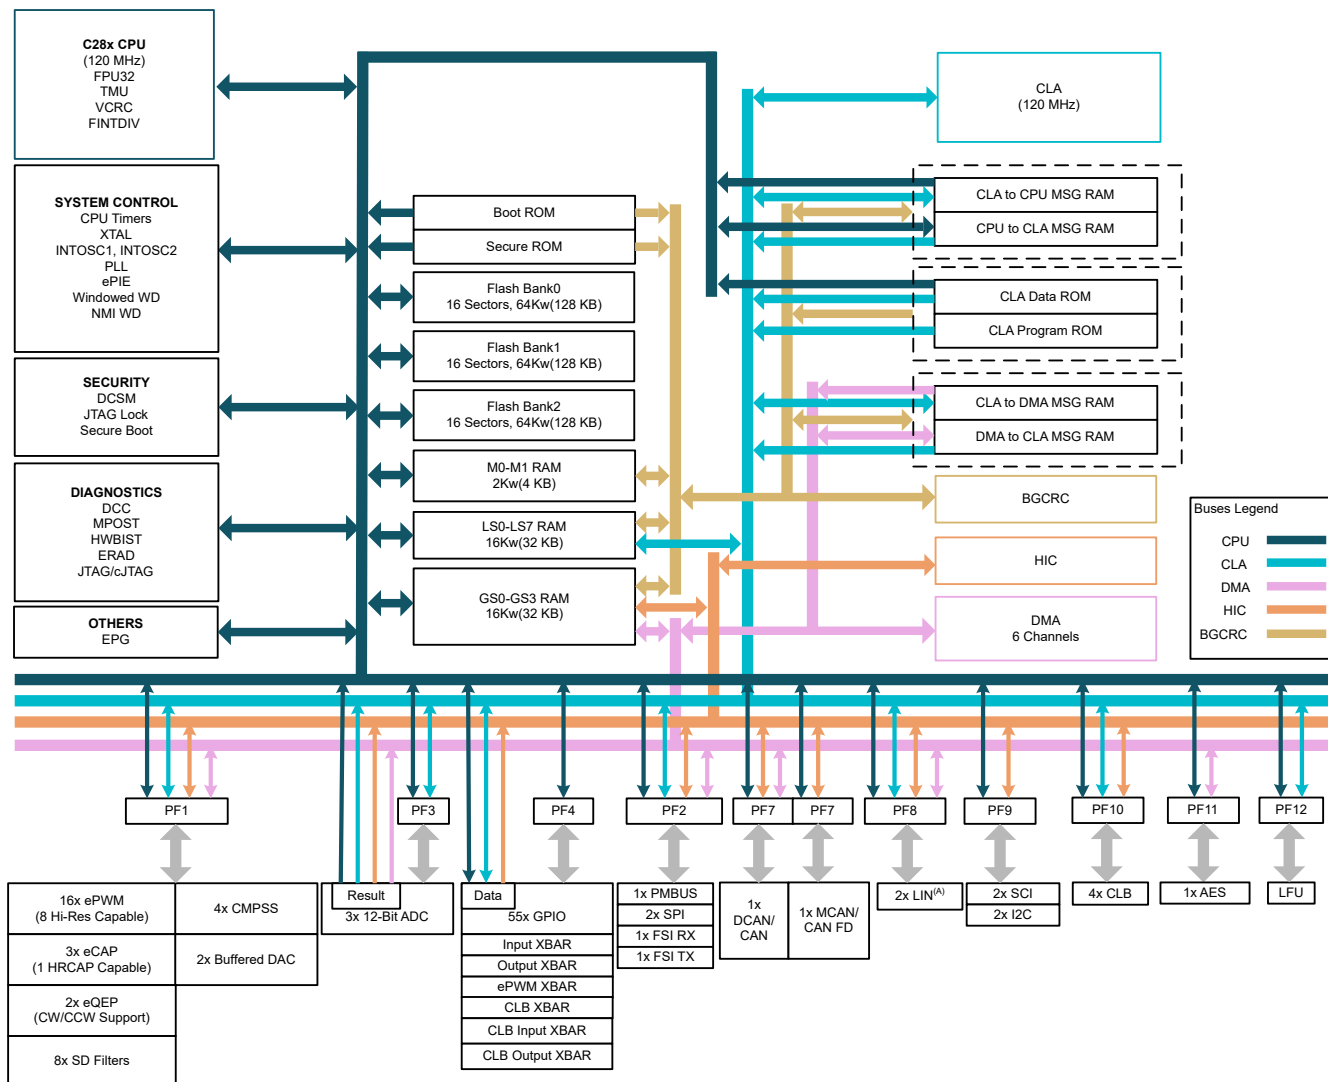 C28x CPU
(120 MHz)
FPU32
TMU
VCRC
FINTDIV
SYSTEM CONTROL
CPU Timers
XTAL
INTOSC1, INTOSC2
PLL
ePIE
Windowed WD
NMI WD
SECURITY
DCSM
JTAG Lock
Secure Boot
DIAGNOSTICS
DCC
MPOST
HWBIST
ERAD
JTAG/cJTAG
OTHERS
EPG
Boot ROM
Secure ROM
Flash Bank0
16 Sectors, 64Kw(128 KB)
Flash Bank1
16 Sectors, 64Kw(128 KB)
Flash Bank2
16 Sectors, 64Kw(128 KB)
M0-M1 RAM
2Kw(4 KB)
LS0-LS7 RAM
16Kw(32 KB)
GS0-GS3 RAM
16Kw(32 KB)
CLA
(120 MHz)
CLA to CPU MSG RAM
CPU to CLA MSG RAM
CLA Data ROM
CLA Program ROM
CLA to DMA MSG RAM
DMA to CLA MSG RAM
BGCRC
HIC
DMA
6 Channels
Buses Legend
CPU
CLA
DMA
HIC
BGCRC
PF1
PF3
PF4
PF2
PF7
PF7
PF8
PF9
PF10
PF11
PF12
16x ePWM
(8 Hi-Res Capable)
3x eCAP
(1 HRCAP Capable)
2x eQEP
(CW/CCW Support)
8x SD Filters
4x CMPSS
2x Buffered DAC
Result
3x 12-Bit ADC
Data
55x GPIO
Input XBAR
Output XBAR
ePWM XBAR
CLB XBAR
CLB Input XBAR
CLB Output XBAR
1x PMBUS
2x SPI
1x FSI RX
1x FSI TX
1x
DCAN/
CAN
1x MCAN/
CAN FD
2x LIN(A)
2x SCI
2x I2C
4x CLB
1x AES
LFU